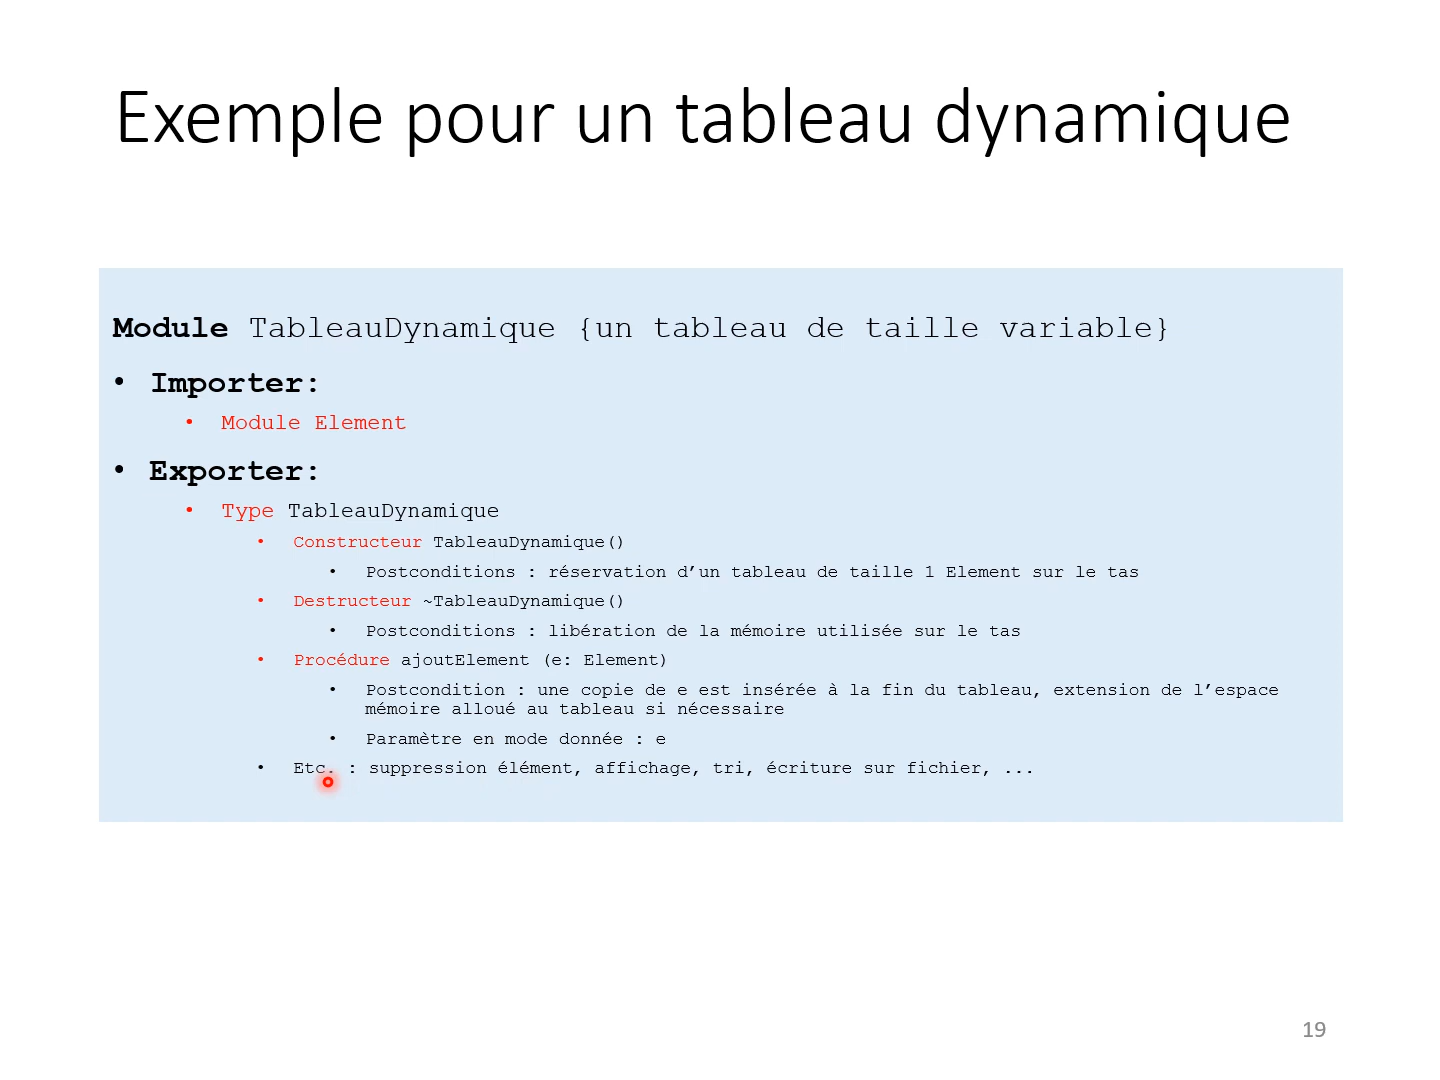 Exemple pour un tableau dynamique
Module TableauDynamique {un tableau de taille variable}
• Importer:
• Module Element
• Exporter:
• Type TableauDynamique
• Constructeur TableauDynamique()
• Postconditions : réservation d’un tableau de taille 1 Element sur le tas
• Destructeur ~TableauDynamique()
• Postconditions : libération de la mémoire utilisée sur le tas
• Procédure ajoutElement (e: Element)
• Postcondition : une copie de e est insérée à la fin du tableau, extension de l’espace
mémoire alloué au tableau si nécessaire
• Paramètre en mode donnée : e
• Etc. : suppression élément, affichage, tri, écriture sur fichier, ...
19